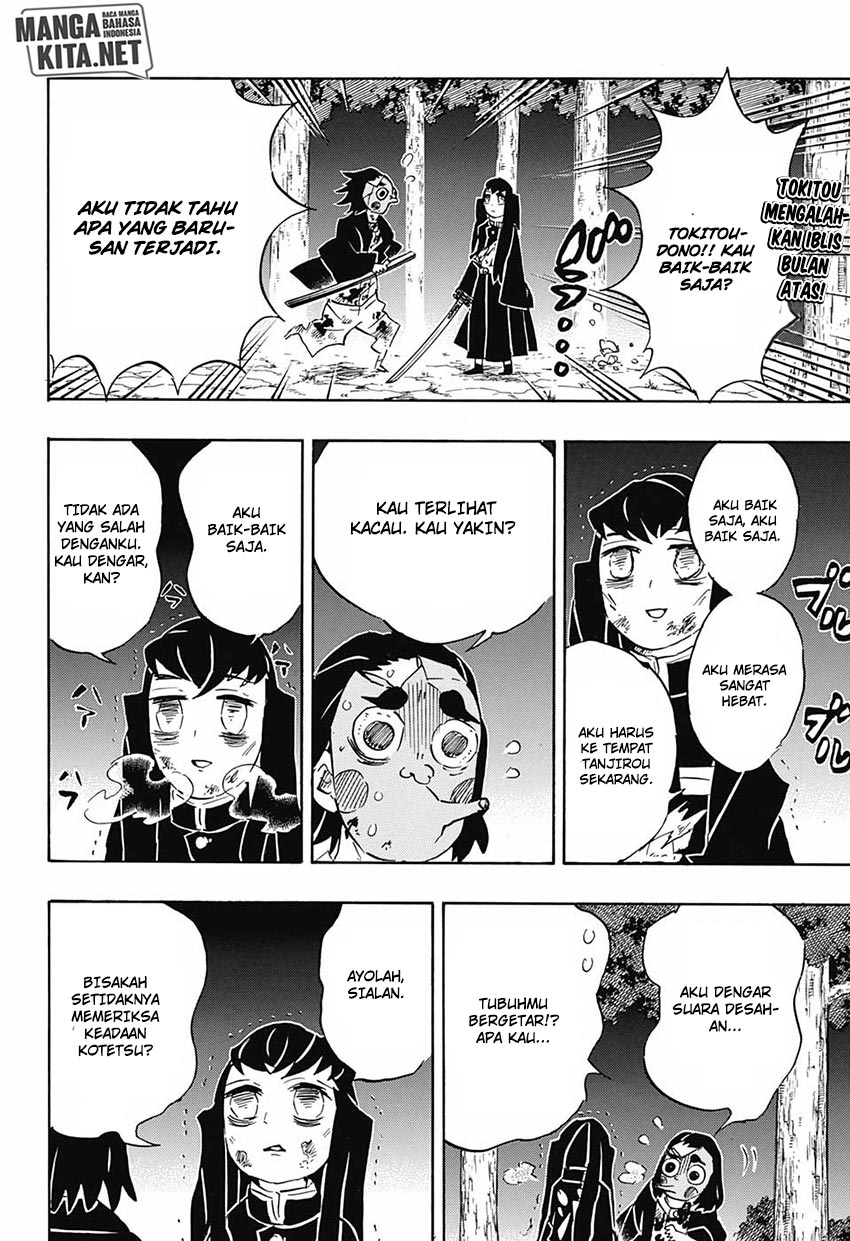 MANGA
KITA.NET
BACA MANGA
BAHASA
INDONESIA
TOKITOU
MENGALAH-
KAN IBLIS
BULAN
ATAS!
TOKITOU-
DONO!! KAU
BAIK-BAIK
SAJA?
AKU TIDAK TAHU
APA YANG BARU-
SAN TERJADI.
AKU BAIK
SAJA, AKU
BAIK SAJA.
AKU MERASA
SANGAT
HEBAT.
AKU HARUS
KE TEMPAT
TANJIROU
SEKARANG.
KAU TERLIHAT
KACAU. KAU YAKIN?
AKU
BAIK-BAIK
SAJA.
TIDAK ADA
YANG SALAH
DENGANKU.
KAU DENGAR,
KAN?
AKU DENGAR
SUARA DESAH-
AN...
TUBUHMU
BERGETAR!?
APA KAU...
AYOLAH,
SIALAN.
BISAKAH
SETIDAKNYA
MEMERIKSA
KEADAAN
KOTETSU?